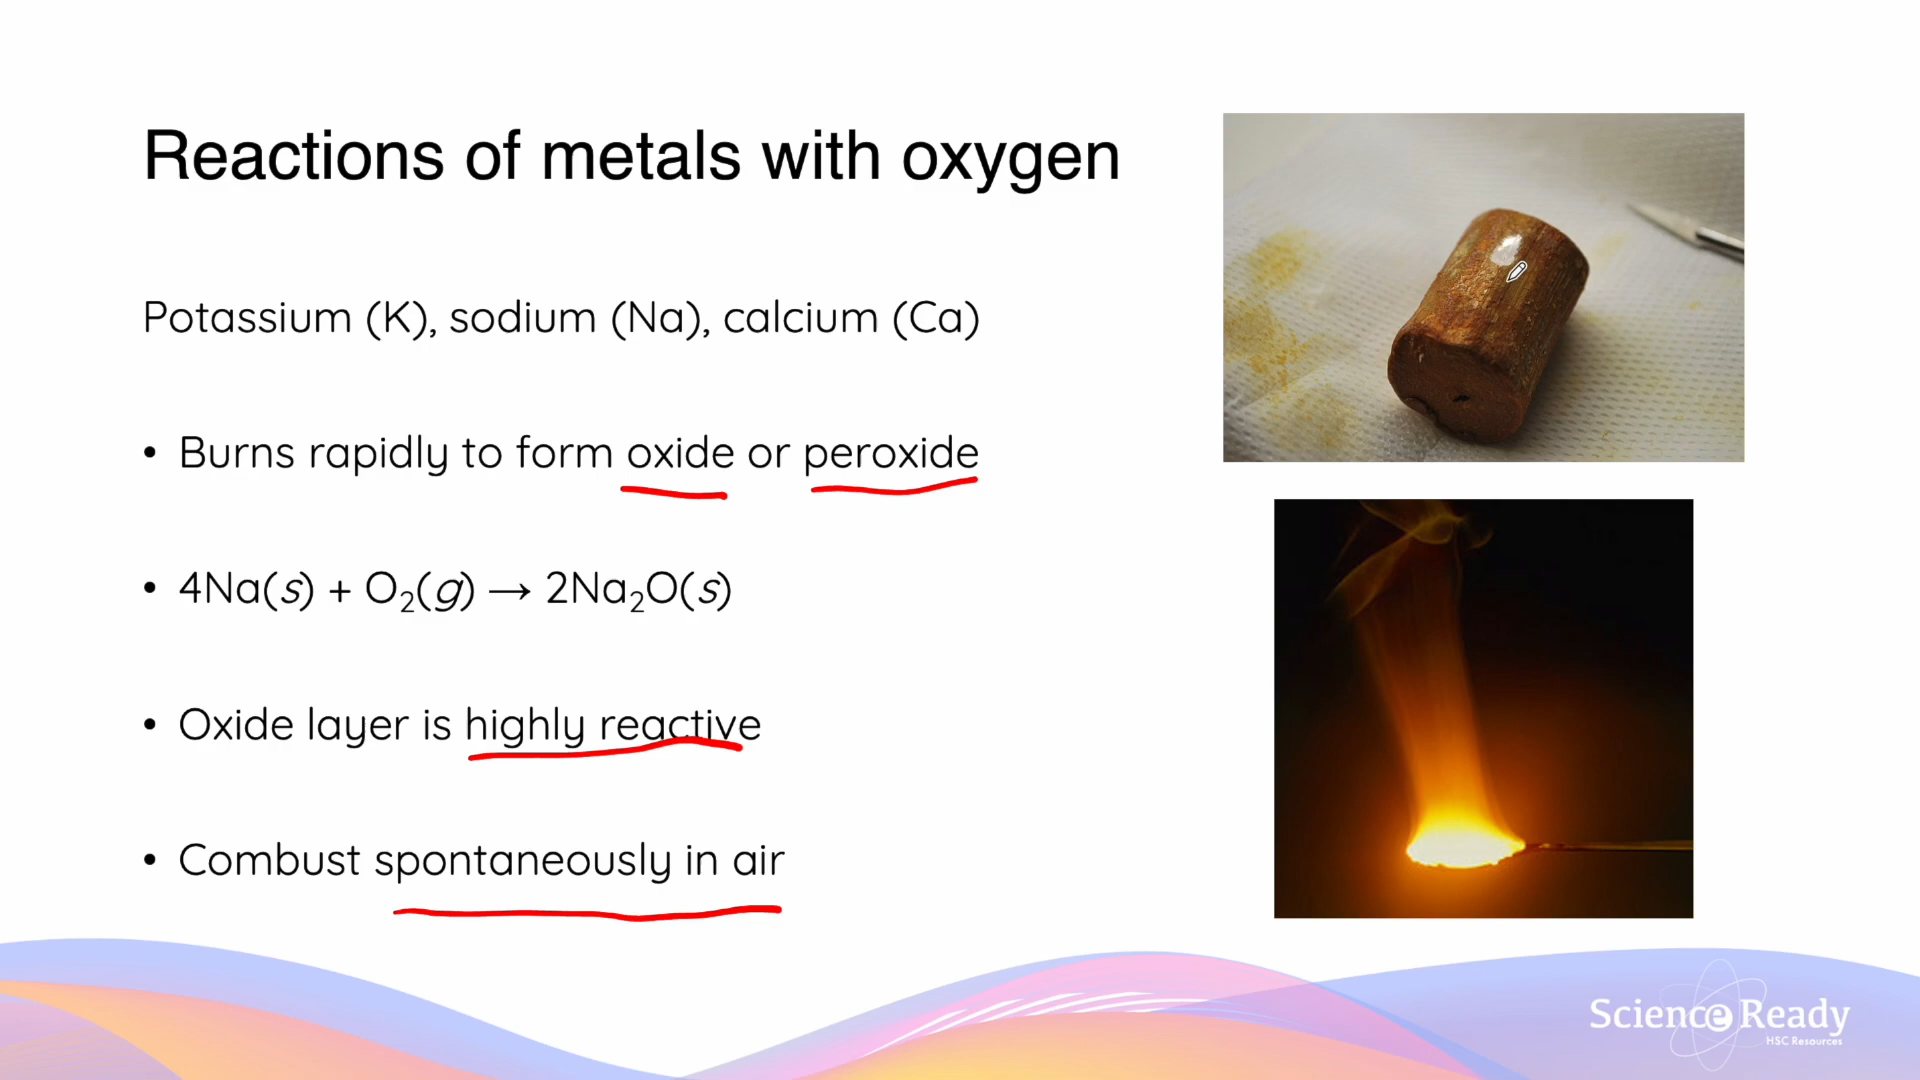 Reactions of metals with oxygen
Potassium (K), sodium (Na), calcium (Ca)
• Burns rapidly to form oxide or peroxide
• 4Na(s) + O₂(g) → 2Na₂O(s)
• Oxide layer is highly reactive
• Combust spontaneously in air
Science Ready
HSC Resources